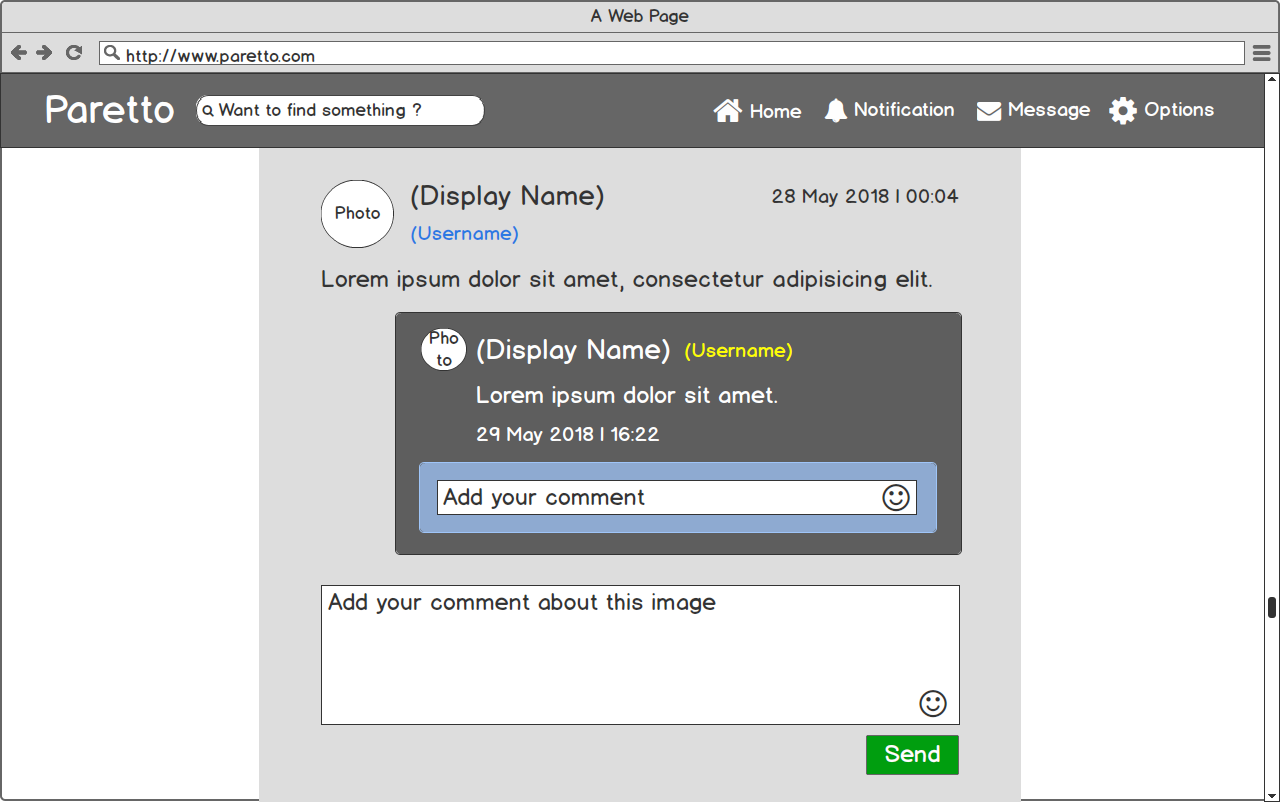 A Web Page
http://www.paretto.com
Paretto
Want to find something ?
Home
Notification
Message
Options
Photo
(Display Name)
28 May 2018 | 00:04
(Username)
Lorem ipsum dolor sit amet, consectetur adipisicing elit.
Pho
to
(Display Name)
(Username)
Lorem ipsum dolor sit amet.
29 May 2018 | 16:22
Add your comment
Add your comment about this image
Send